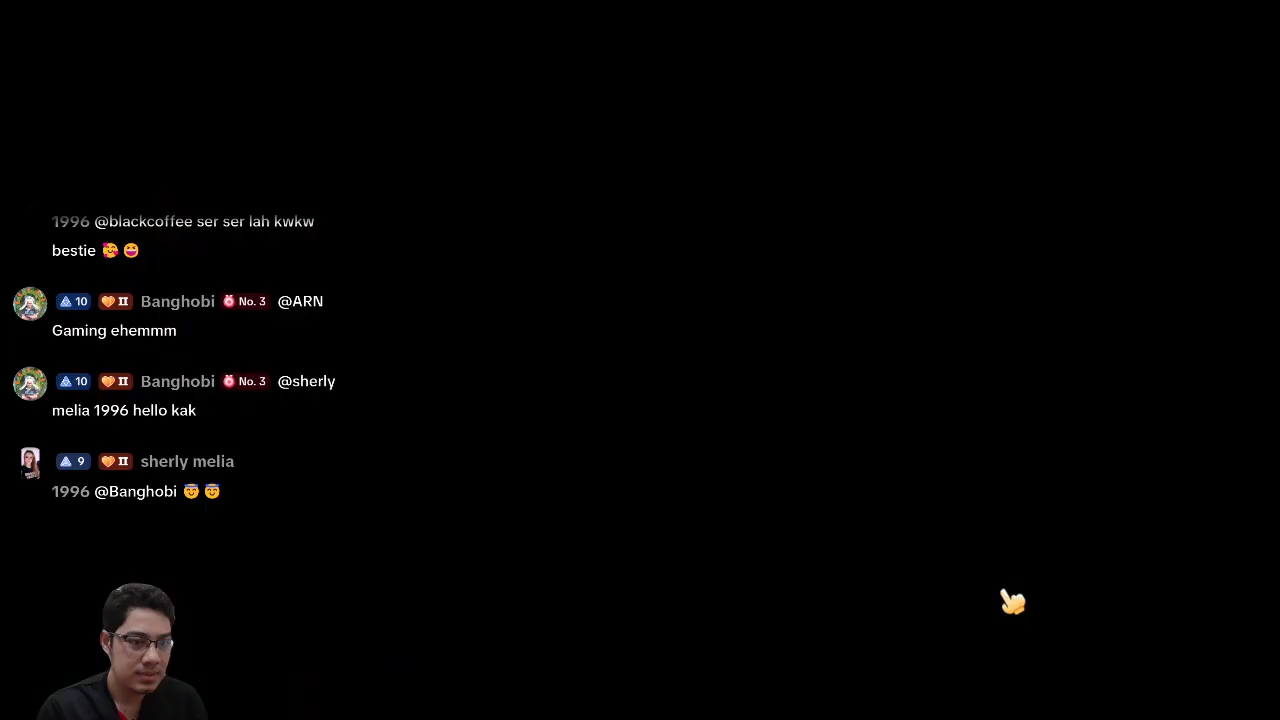 1996 @blackcoffee ser ser lah kwkw
bestie 🥰 😆
10 II Banghobi No. 3 @ARN
Gaming ehemmm
10 II Banghobi No. 3 @sherly
melia 1996 hello kak
9 II sherly melia
1996 @Banghobi 😇 😇